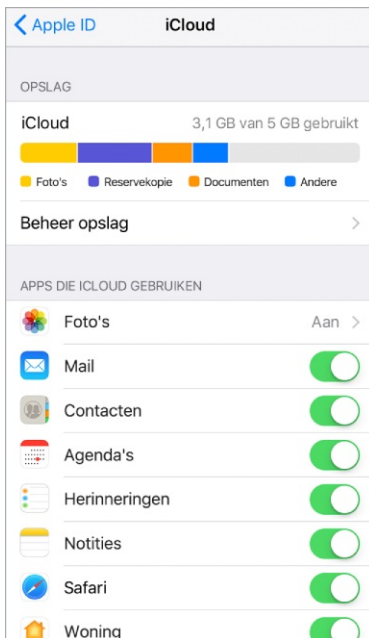 Apple ID iCloud
OPSLAG
iCloud 3,1 GB van 5 GB gebruikt
Foto's Reservekopie Documenten Andere
Beheer opslag
APPS DIE ICLOUD GEBRUIKEN
Foto's Aan
Mail
Contacten
Agenda's
Herinneringen
Notities
Safari
Woning